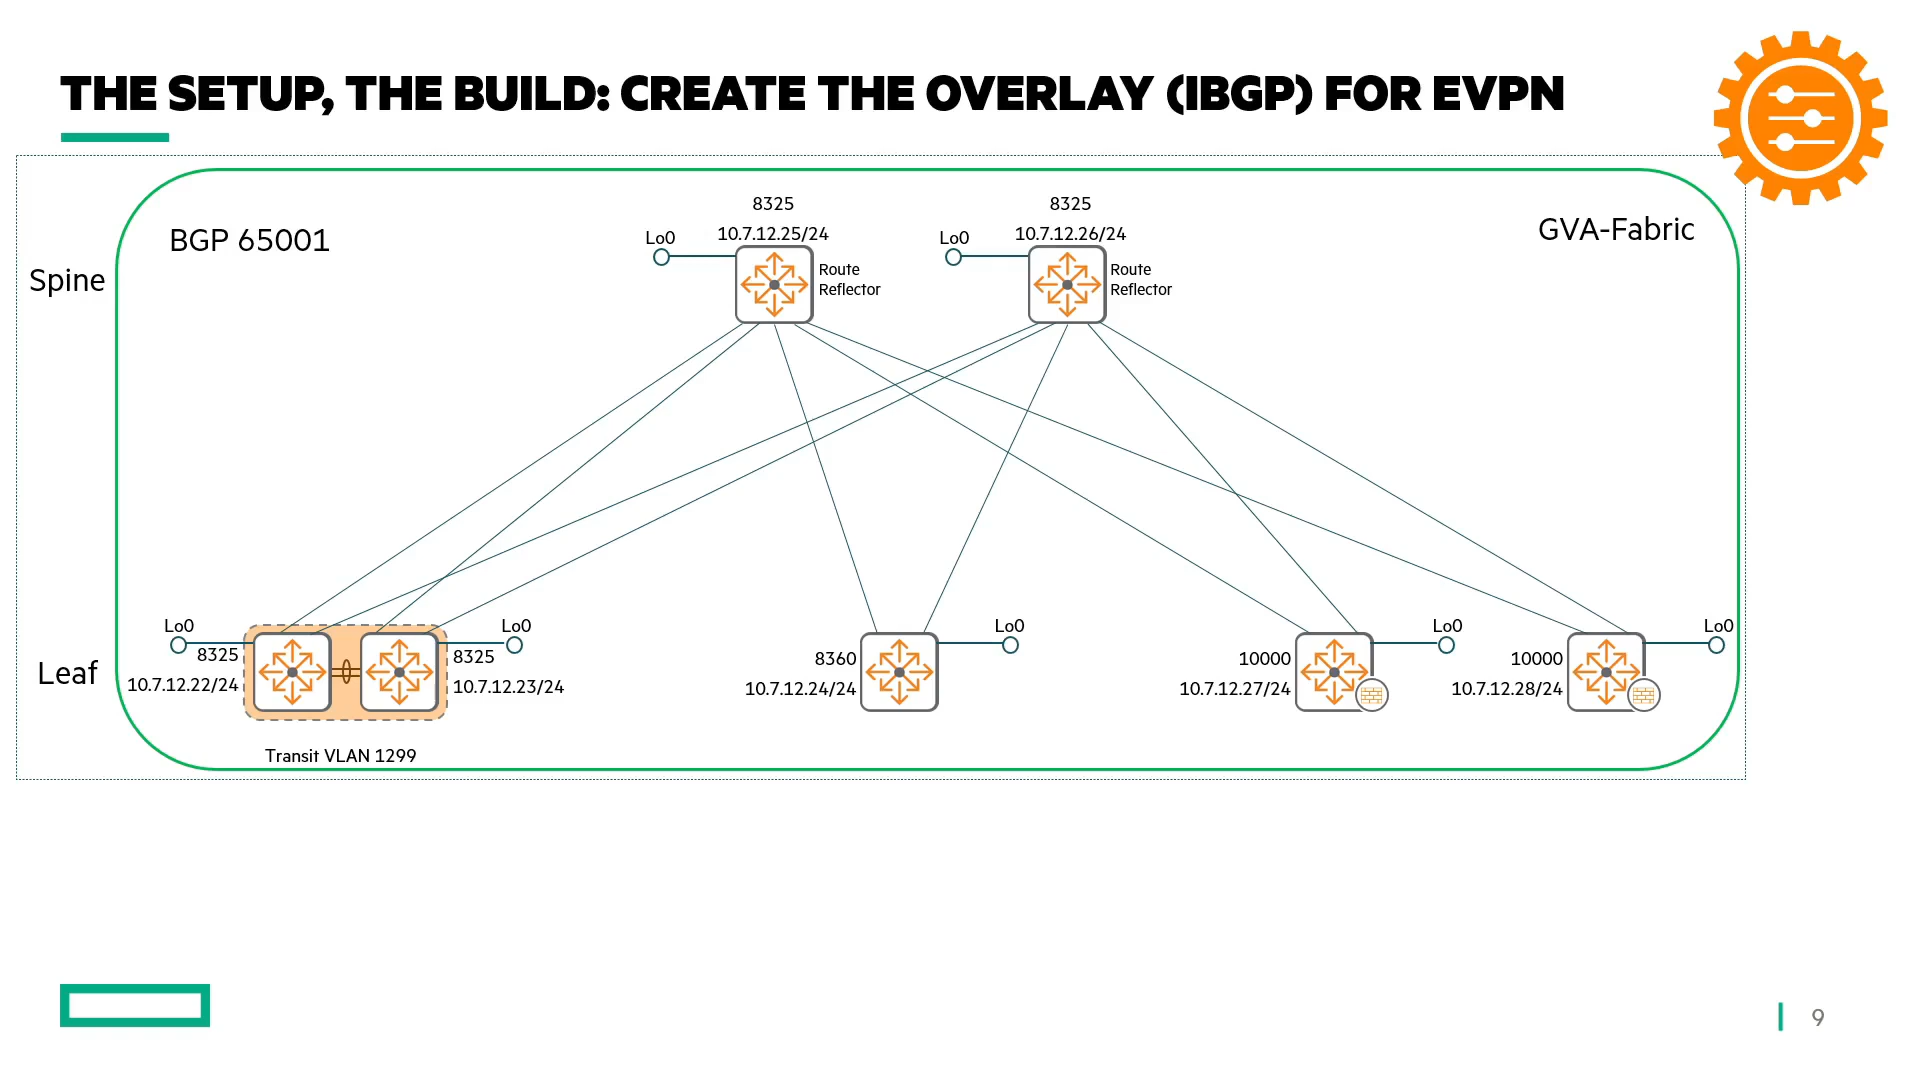 THE SETUP, THE BUILD: CREATE THE OVERLAY (IBGP) FOR EVPN
BGP 65001
GVA-Fabric
Spine
8325
10.7.12.25/24
Lo0
Route
Reflector
8325
10.7.12.26/24
Lo0
Route
Reflector
Leaf
Lo0
8325
10.7.12.22/24
Lo0
8325
10.7.12.23/24
Transit VLAN 1299
Lo0
8360
10.7.12.24/24
Lo0
10000
10.7.12.27/24
Lo0
10000
10.7.12.28/24
9